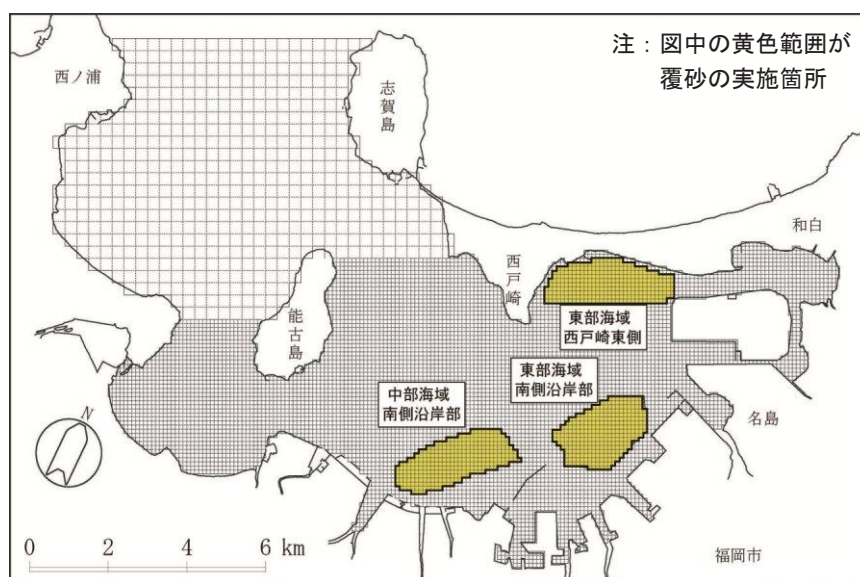 注：図中の黄色範囲が
覆砂の実施箇所
西ノ浦
志賀島
和白
西戸崎
能古島
東部海域
西戸崎東側
東部海域
南側沿岸部
中部海域
南側沿岸部
名島
N
0 2 4 6 km
福岡市